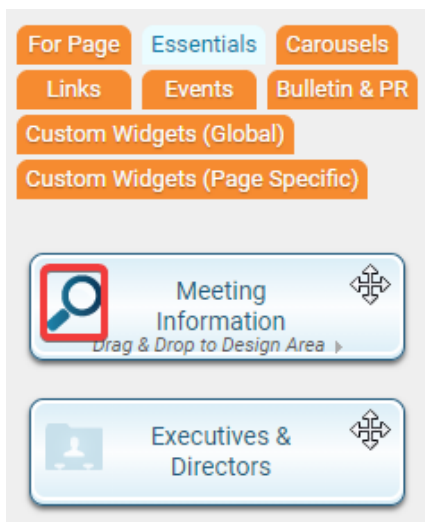 For Page Essentials Carousels
Links Events Bulletin & PR
Custom Widgets (Global)
Custom Widgets (Page Specific)
Meeting
Information
Drag & Drop to Design Area
Executives &
Directors